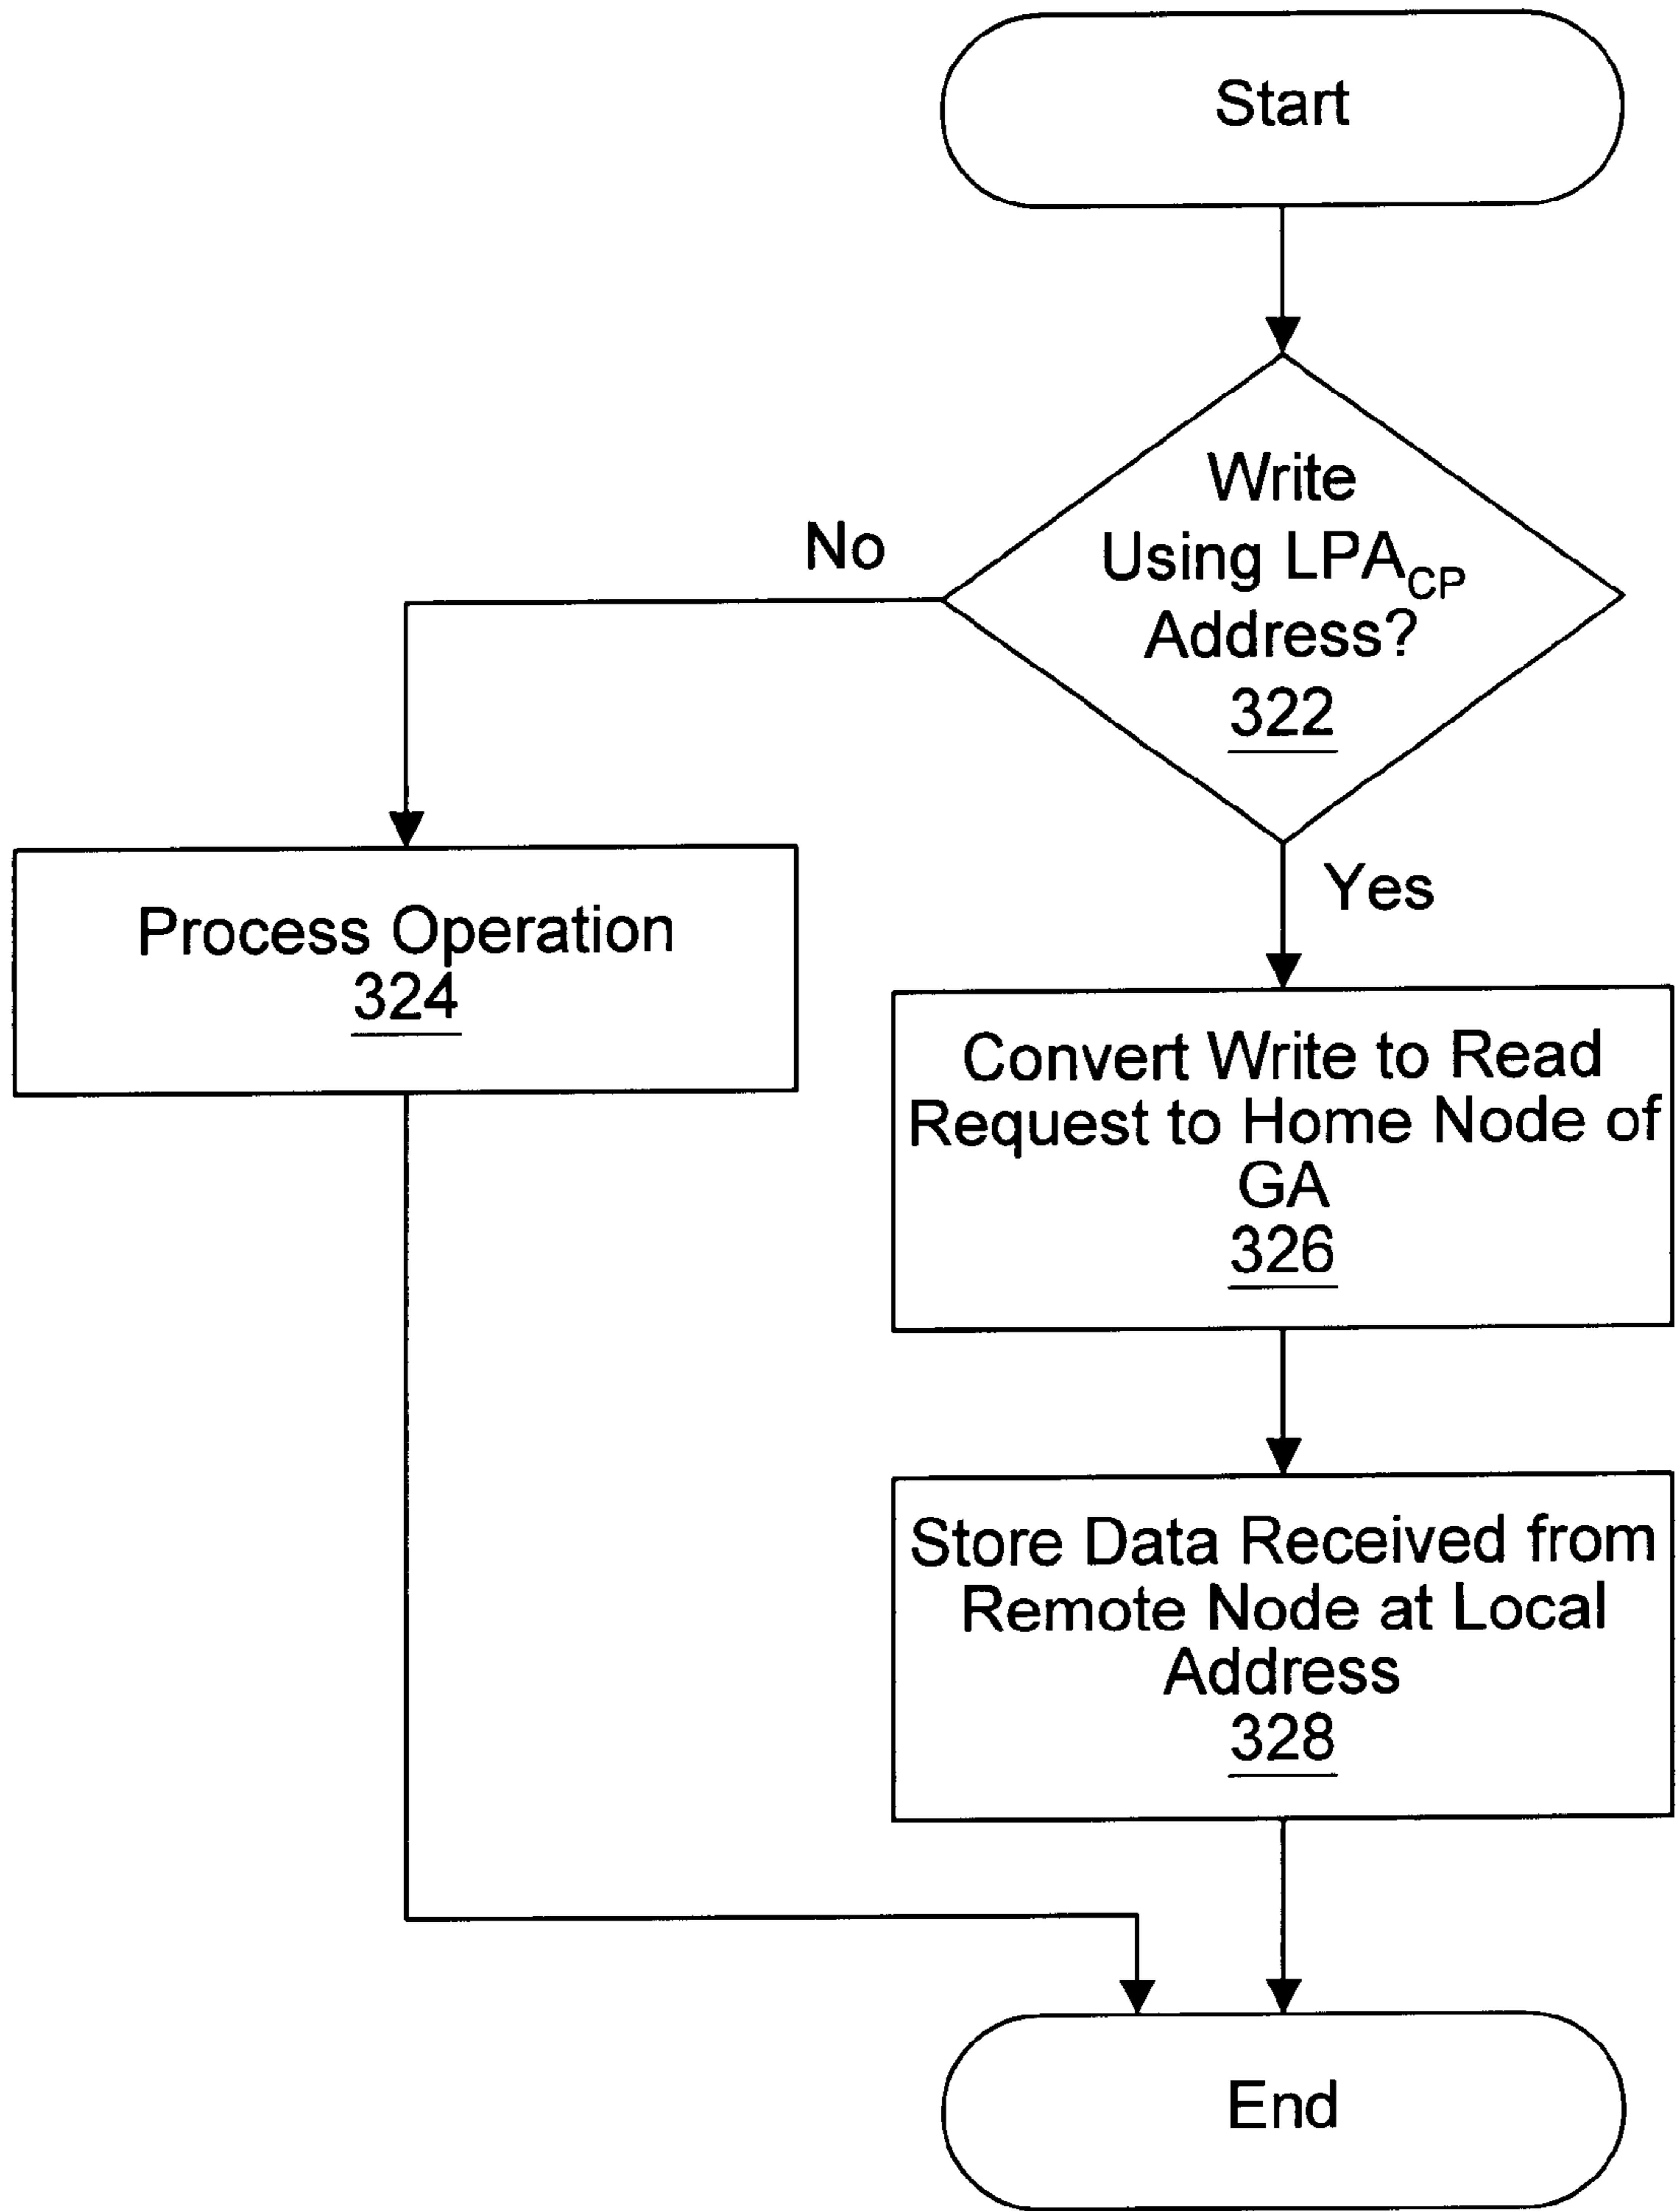 Start
Write
Using LPA_CP
Address?
322
No
Yes
Process Operation
324
Convert Write to Read
Request to Home Node of
GA
326
Store Data Received from
Remote Node at Local
Address
328
End